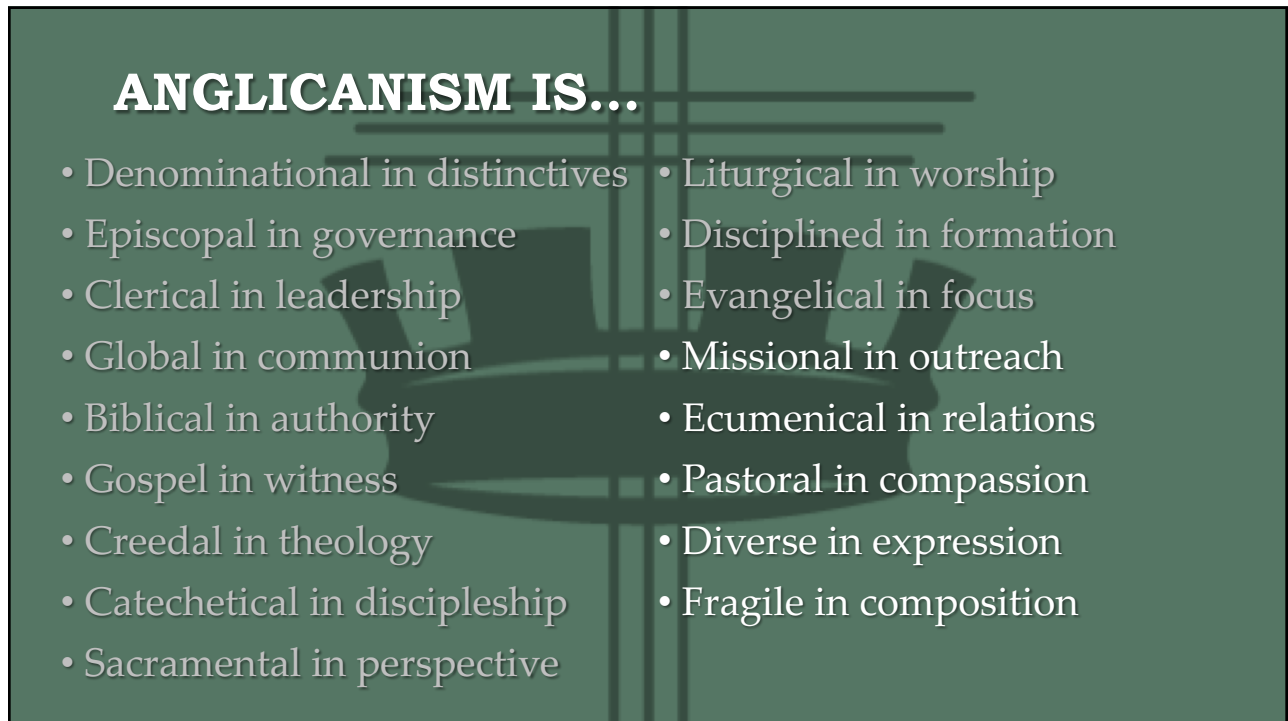 ANGLICANISM IS…
• Denominational in distinctives
• Episcopal in governance
• Clerical in leadership
• Global in communion
• Biblical in authority
• Gospel in witness
• Creedal in theology
• Catechetical in discipleship
• Sacramental in perspective
• Liturgical in worship
• Disciplined in formation
• Evangelical in focus
• Missional in outreach
• Ecumenical in relations
• Pastoral in compassion
• Diverse in expression
• Fragile in composition